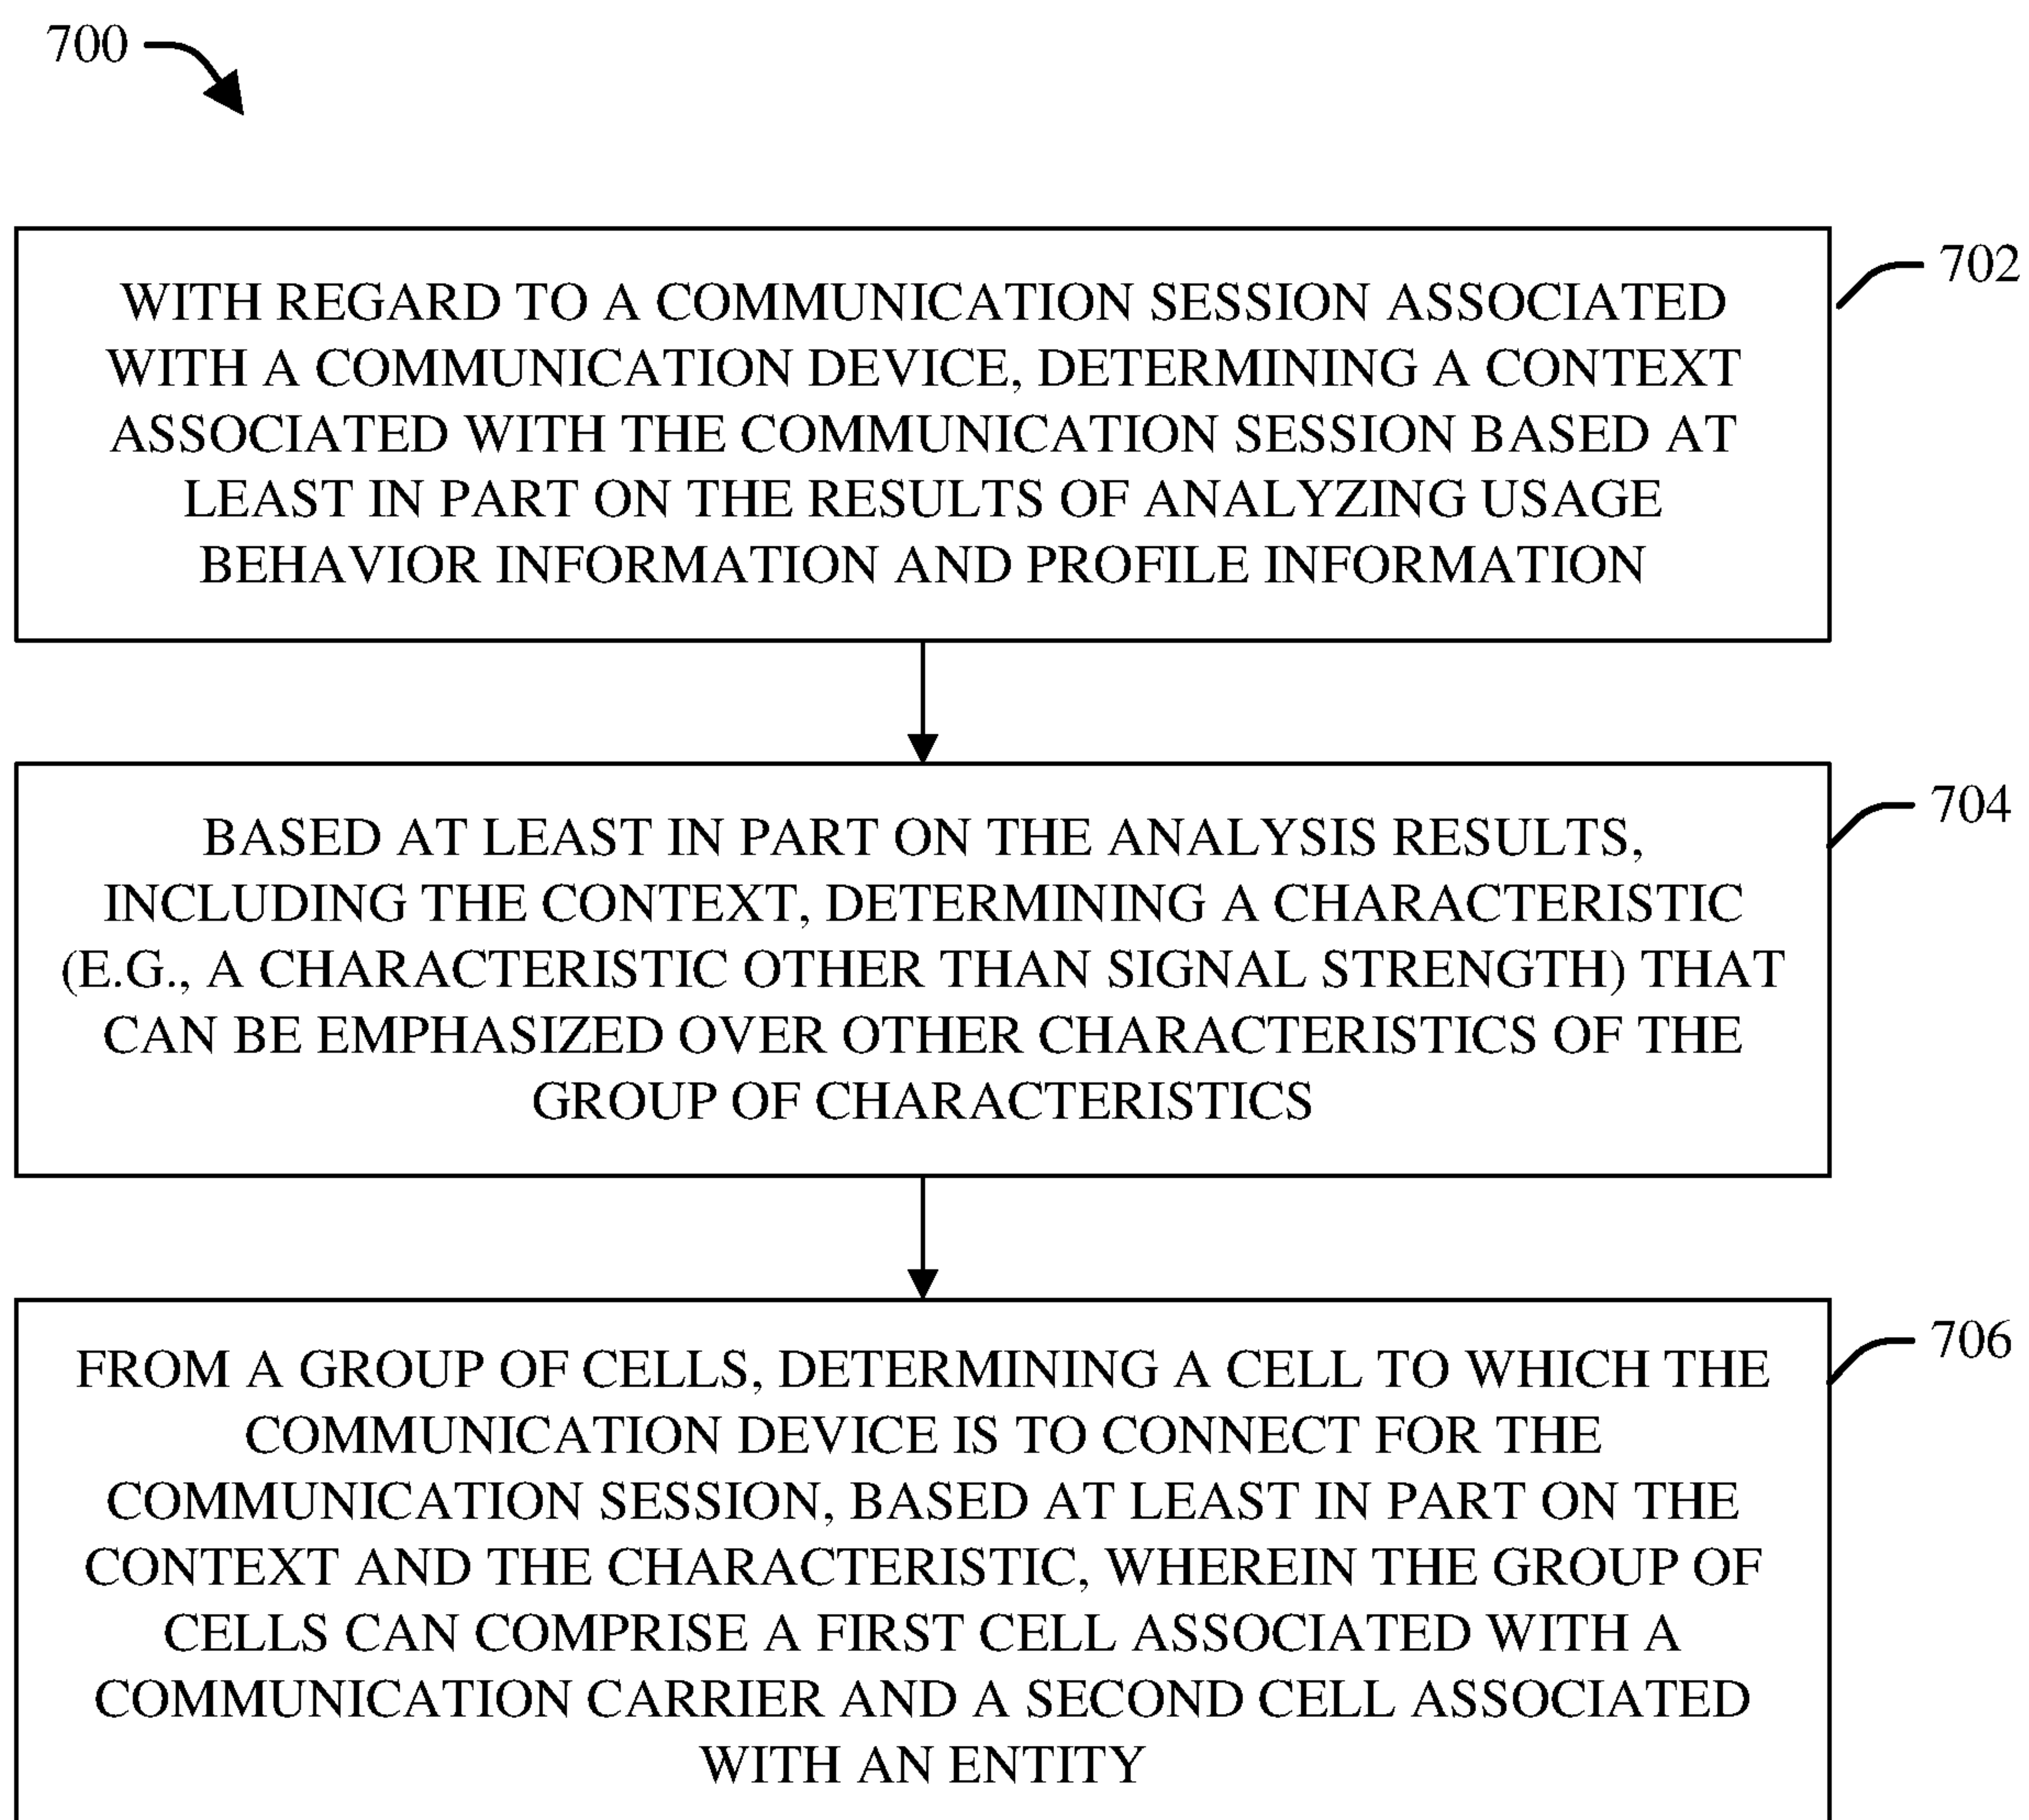 700
WITH REGARD TO A COMMUNICATION SESSION ASSOCIATED
WITH A COMMUNICATION DEVICE, DETERMINING A CONTEXT
ASSOCIATED WITH THE COMMUNICATION SESSION BASED AT
LEAST IN PART ON THE RESULTS OF ANALYZING USAGE
BEHAVIOR INFORMATION AND PROFILE INFORMATION
702
BASED AT LEAST IN PART ON THE ANALYSIS RESULTS,
INCLUDING THE CONTEXT, DETERMINING A CHARACTERISTIC
(E.G., A CHARACTERISTIC OTHER THAN SIGNAL STRENGTH) THAT
CAN BE EMPHASIZED OVER OTHER CHARACTERISTICS OF THE
GROUP OF CHARACTERISTICS
704
FROM A GROUP OF CELLS, DETERMINING A CELL TO WHICH THE
COMMUNICATION DEVICE IS TO CONNECT FOR THE
COMMUNICATION SESSION, BASED AT LEAST IN PART ON THE
CONTEXT AND THE CHARACTERISTIC, WHEREIN THE GROUP OF
CELLS CAN COMPRISE A FIRST CELL ASSOCIATED WITH A
COMMUNICATION CARRIER AND A SECOND CELL ASSOCIATED
WITH AN ENTITY
706